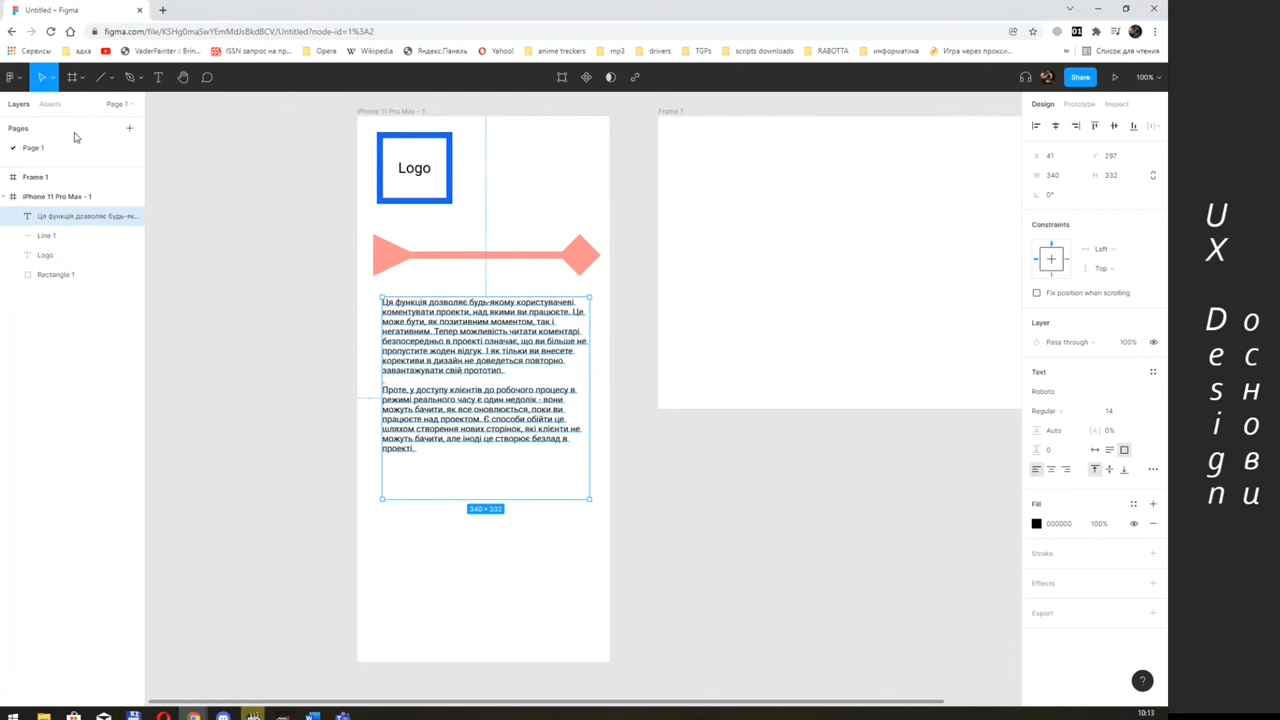 Untitled – Figma
figma.com/file/KSHg0maSwYEmMdJsBkdBCV/Untitled?node-id=1%3A2
Сервисы
адка
VaderPainter :: Brin...
ISSN запрос на пр...
Opera
Wikipedia
Яндекс.Панель
Yahoo!
anime treckers
mp3
drivers
TGPs
scripts downloads
RABOTTA
информатика
Игра через прокси...
»
Список для чтения
Share
100%
Layers
Assets
Page 1
Pages
Page 1
Frame 1
iPhone 11 Pro Max - 1
Ця функція дозволяє будь-як...
Line 1
Logo
Rectangle 1
iPhone 11 Pro Max - 1
Logo
Ця функція дозволяє будь-якому користувачеві
коментувати проекти, над якими ви працюєте. Це
може бути, як позитивним моментом, так і
негативним. Тепер можливість читати коментарі
безпосередньо в проекті означає, що ви більше не
пропустите жоден відгук. І як тільки ви внесете
корективи в дизайн не доведеться повторно
завантажувати свій прототип.
Проте, у доступу клієнтів до робочого процесу в
режимі реального часу є один недолік - вони
можуть бачити, як все оновлюється, поки ви
працюєте над проектом. Є способи обійти це
шляхом створення нових сторінок, які клієнти не
можуть бачити, але іноді це створює безлад в
проекті.
340 × 332
Frame 1
Design
Prototype
Inspect
X 41
Y 297
W 340
H 332
0°
Constraints
Left
Top
Fix position when scrolling
Layer
Pass through
100%
Text
Roboto
Regular
14
Auto
|A| 0%
0
Fill
000000
100%
Stroke
Effects
Export
?
10:13
UX Design
основи